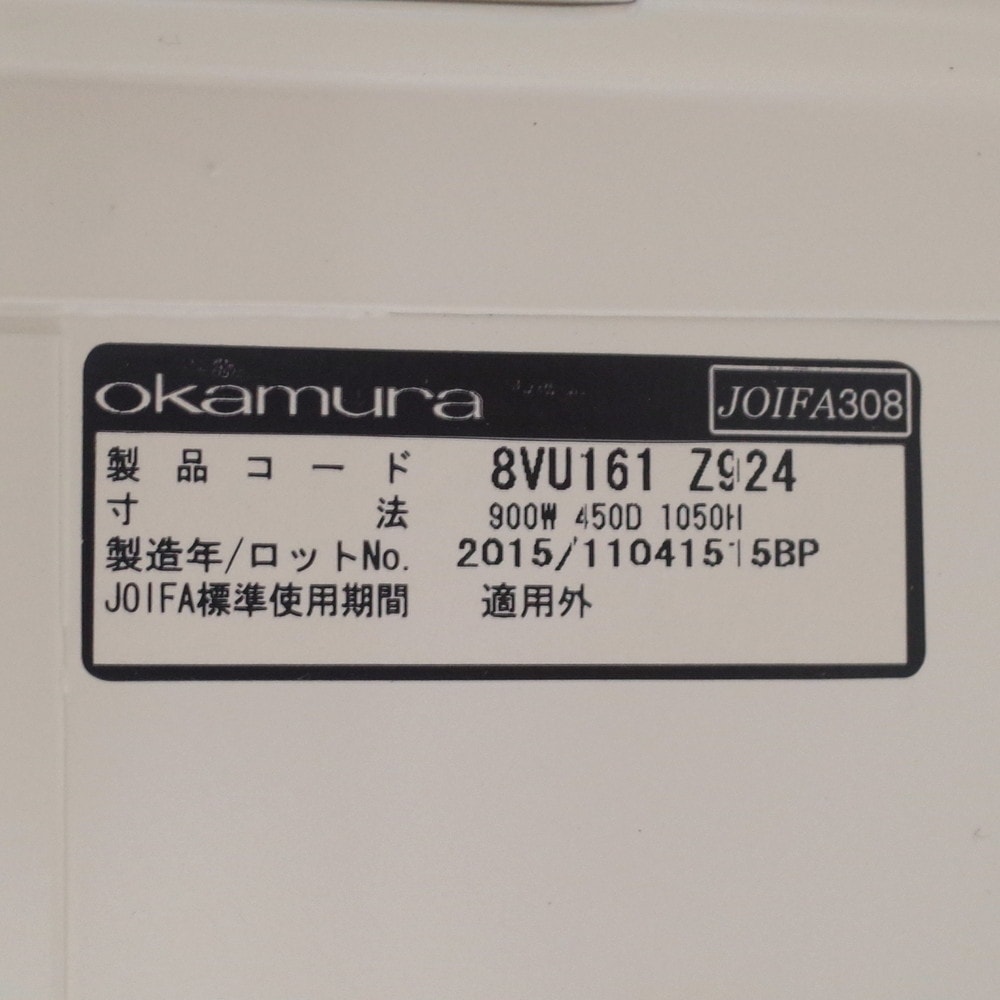 okamura JOIFA308
製品コード 8VU161 Z924
寸法 900W 450D 1050H
製造年/ロットNo. 2015/11041515BP
JOIFA標準使用期間 適用外